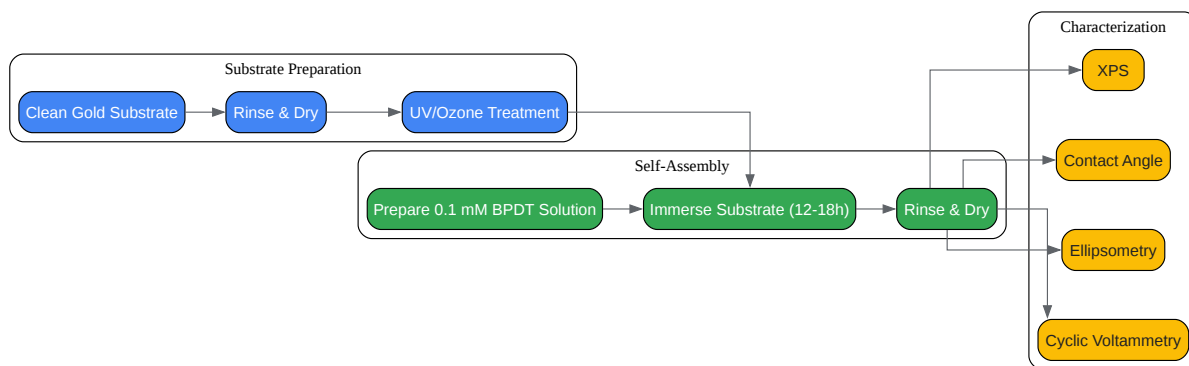 Substrate Preparation
Clean Gold Substrate
Rinse & Dry
UV/Ozone Treatment
Self-Assembly
Prepare 0.1 mM BPDT Solution
Immerse Substrate (12-18h)
Rinse & Dry
Characterization
XPS
Contact Angle
Ellipsometry
Cyclic Voltammetry